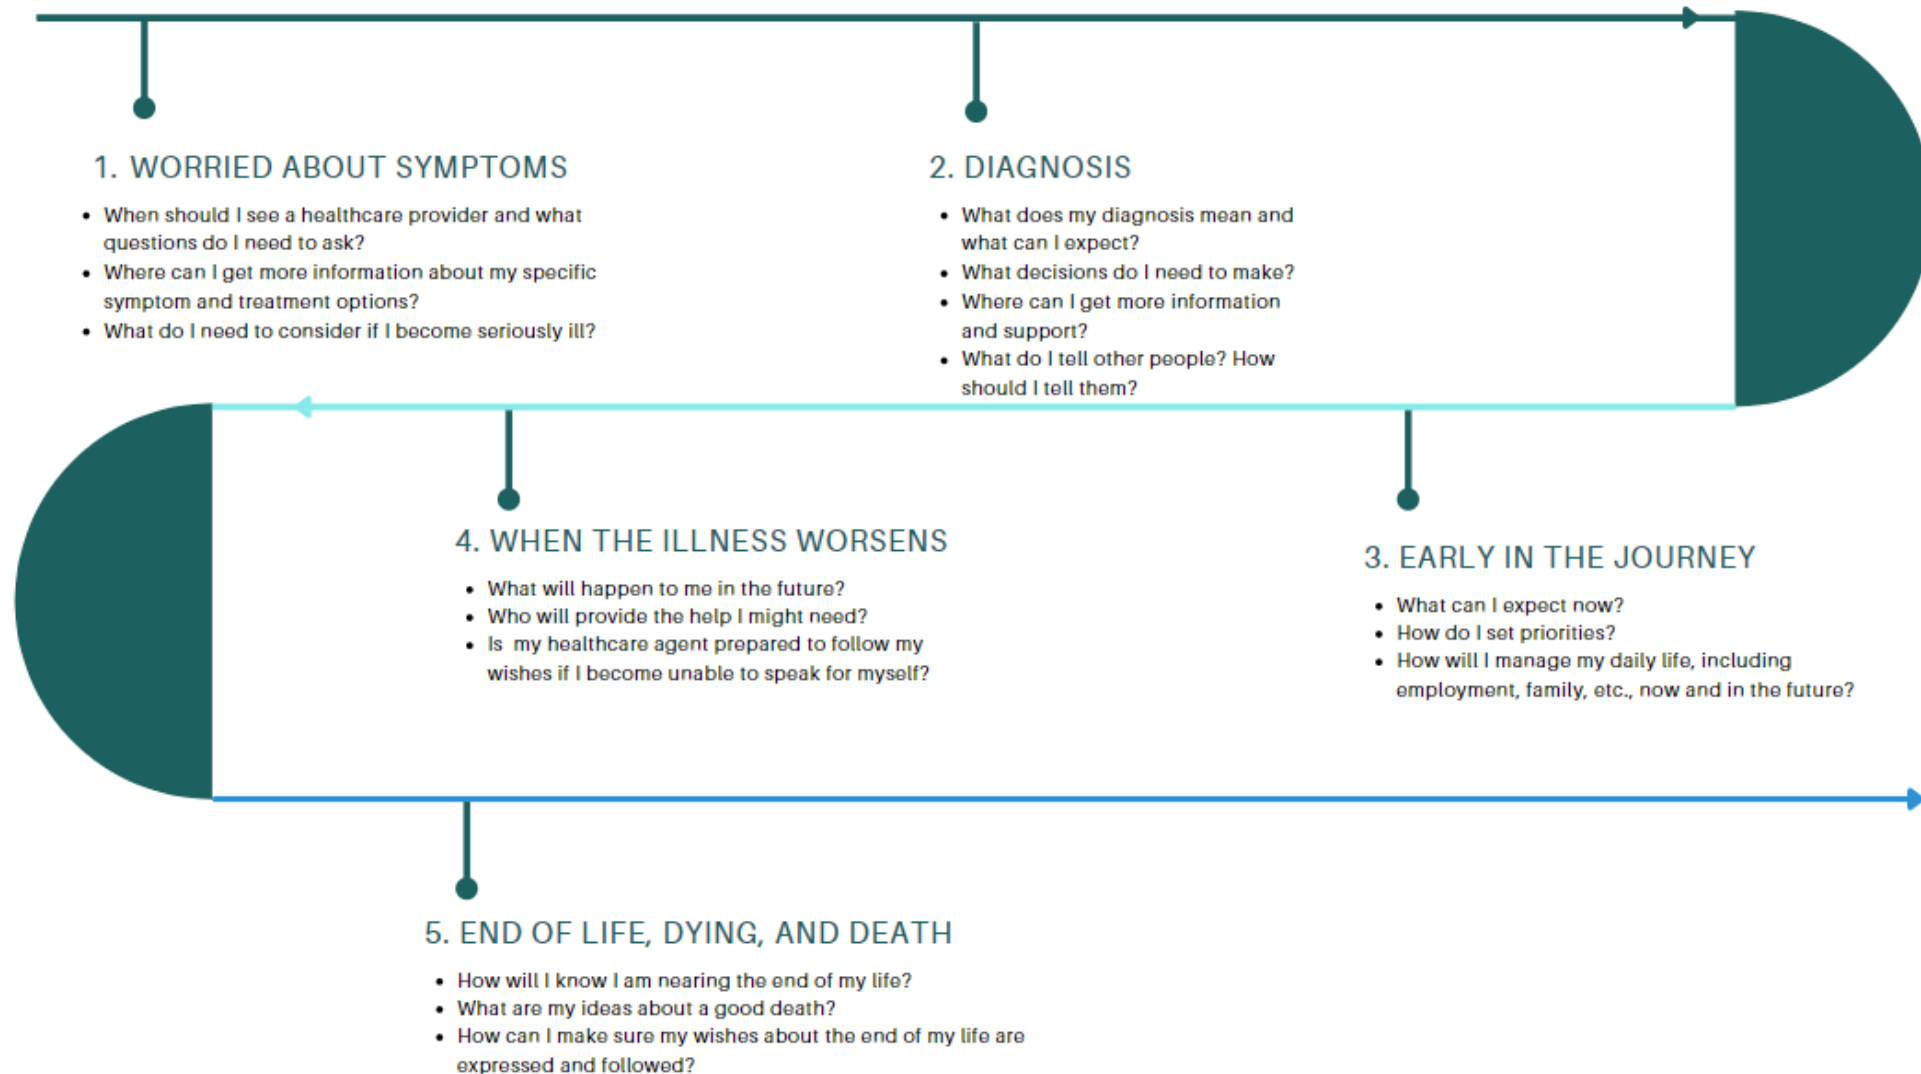 1. WORRIED ABOUT SYMPTOMS
• When should I see a healthcare provider and what
questions do I need to ask?
• Where can I get more information about my specific
symptom and treatment options?
• What do I need to consider if I become seriously ill?
2. DIAGNOSIS
• What does my diagnosis mean and
what can I expect?
• What decisions do I need to make?
• Where can I get more information
and support?
• What do I tell other people? How
should I tell them?
3. EARLY IN THE JOURNEY
• What can I expect now?
• How do I set priorities?
• How will I manage my daily life, including
employment, family, etc., now and in the future?
4. WHEN THE ILLNESS WORSENS
• What will happen to me in the future?
• Who will provide the help I might need?
• Is  my healthcare agent prepared to follow my
wishes if I become unable to speak for myself?
5. END OF LIFE, DYING, AND DEATH
• How will I know I am nearing the end of my life?
• What are my ideas about a good death?
• How can I make sure my wishes about the end of my life are
expressed and followed?